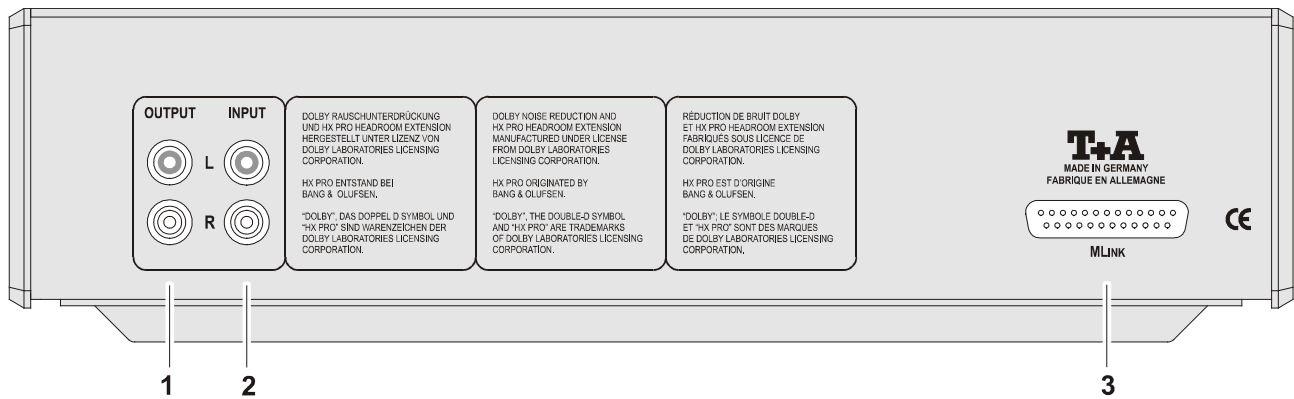 OUTPUT INPUT
L
R
DOLBY RAUSCHUNTERDRÜCKUNG
UND HX PRO HEADROOM EXTENSION
HERGESTELLT UNTER LIZENZ VON
DOLBY LABORATORIES LICENSING
CORPORATION.
HX PRO ENTSTAND BEI
BANG & OLUFSEN.
"DOLBY", DAS DOPPEL D SYMBOL UND
"HX PRO" SIND WARENZEICHEN DER
DOLBY LABORATORIES LICENSING
CORPORATION.
DOLBY NOISE REDUCTION AND
HX PRO HEADROOM EXTENSION
MANUFACTURED UNDER LICENSE
FROM DOLBY LABORATORIES
LICENSING CORPORATION.
HX PRO ORIGINATED BY
BANG & OLUFSEN.
"DOLBY", THE DOUBLE-D SYMBOL
AND "HX PRO" ARE TRADEMARKS
OF DOLBY LABORATORIES LICENSING
CORPORATION.
RÉDUCTION DE BRUIT DOLBY
ET HX PRO HEADROOM EXTENSION
FABRIQUÉS SOUS LICENCE DE
DOLBY LABORATORIES LICENSING
CORPORATION.
HX PRO EST D'ORIGINE
BANG & OLUFSEN.
"DOLBY"; LE SYMBOLE DOUBLE-D
ET "HX PRO" SONT DES MARQUES
DE DOLBY LABORATORIES LICENSING
CORPORATION.
T+A
MADE IN GERMANY
FABRIQUE EN ALLEMAGNE
CE
MLINK
1 2 3